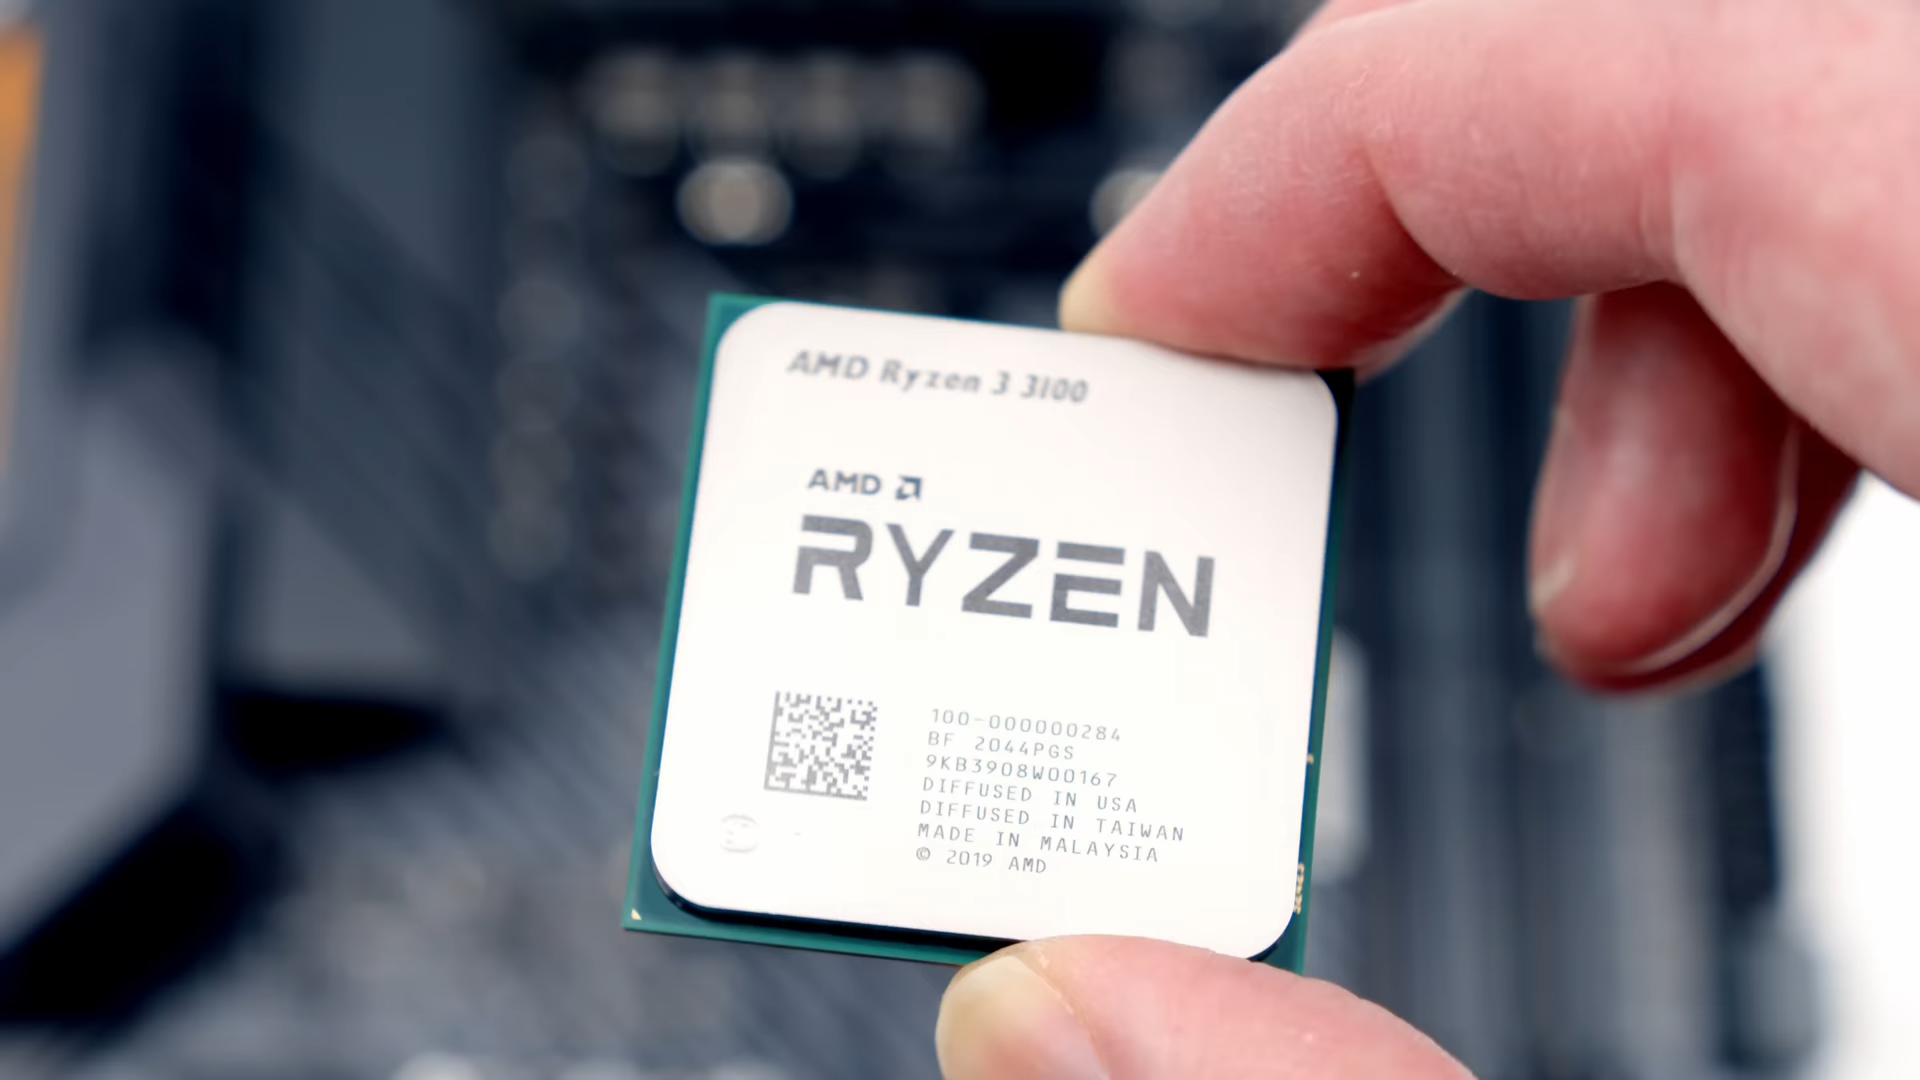 AMD Ryzen 3 3100
AMD
RYZEN
100-000000284
BF 2044PGS
9KB3908W00167
DIFFUSED IN USA
DIFFUSED IN TAIWAN
MADE IN MALAYSIA
© 2019 AMD